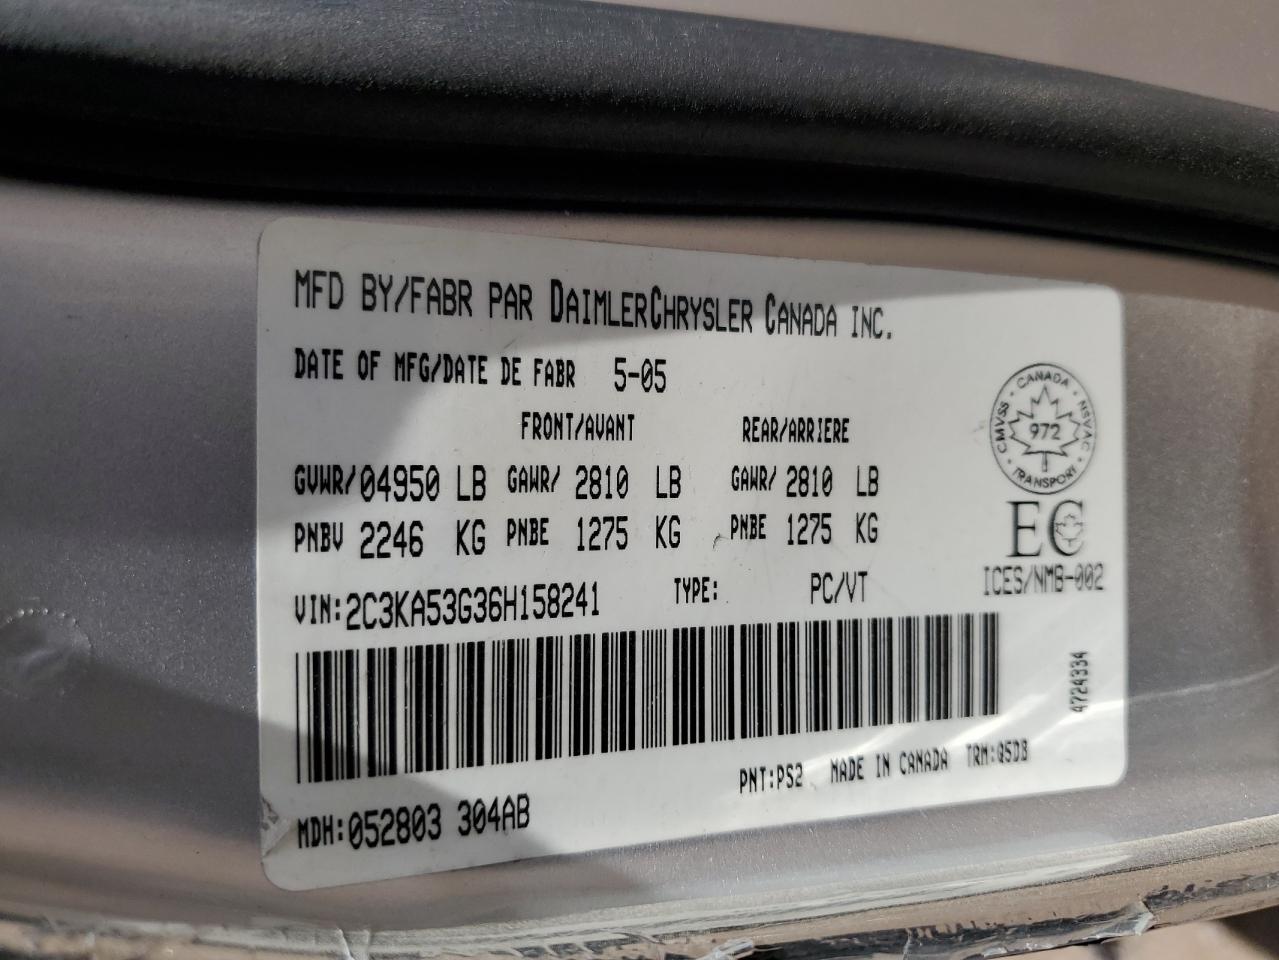 MFD BY/FABR PAR DAIMLERCHRYSLER CANADA INC.
DATE OF MFG/DATE DE FABR 5-05
FRONT/AVANT REAR/ARRIERE
GVWR/04950 LB GAWR/ 2810 LB GAWR/ 2810 LB
PNBV 2246 KG PNBE 1275 KG PNBE 1275 KG
VIN:2C3KA53G36H158241 TYPE: PC/VT
CANADA · NSVAC · TRANSPORT · CMVSS ·
972
EC
ICES/NMB-002
4724334
PNT:PS2 MADE IN CANADA TRM:Q5DB
MDH:052803 304AB